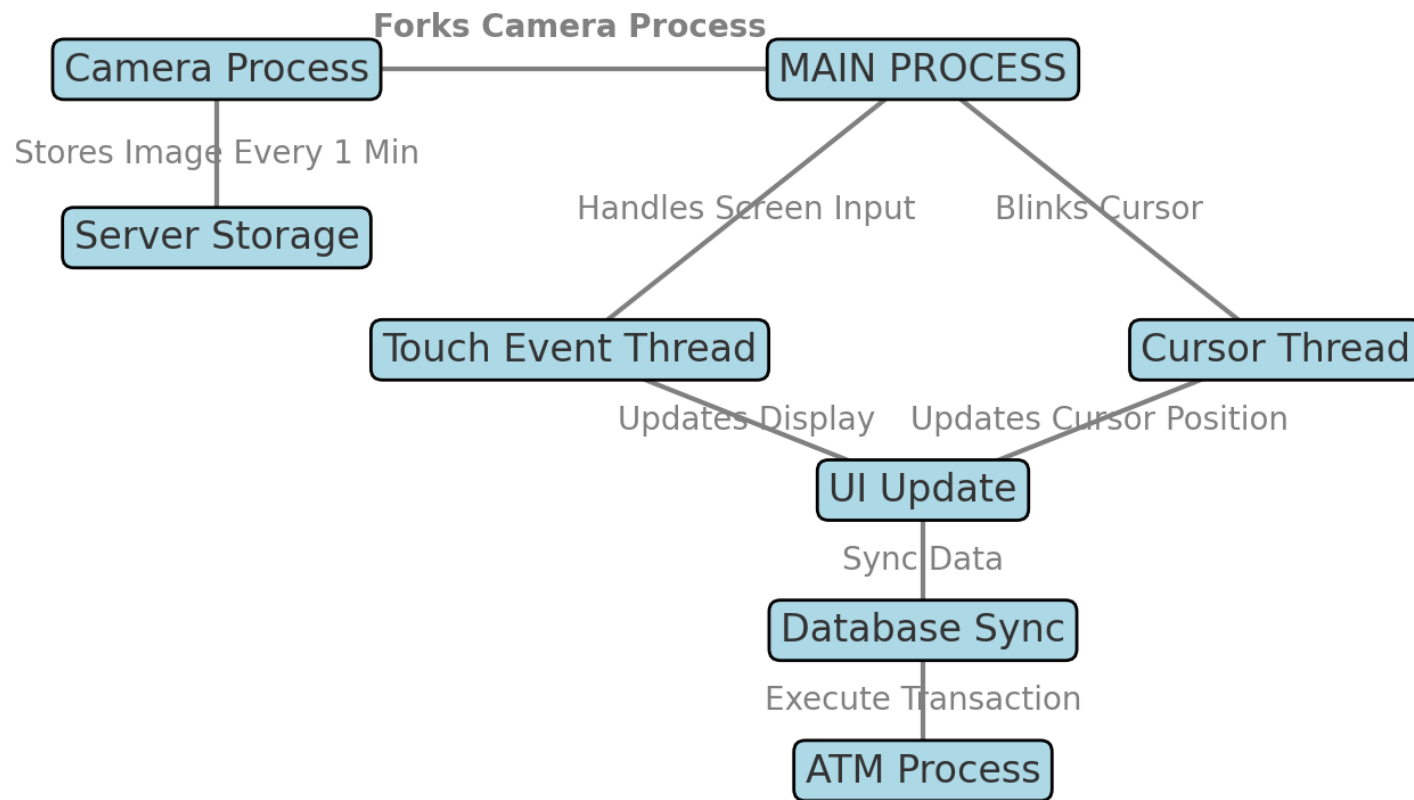 Forks Camera Process
Camera Process
MAIN PROCESS
Stores Image Every 1 Min
Handles Screen Input
Blinks Cursor
Server Storage
Touch Event Thread
Cursor Thread
Updates Display
Updates Cursor Position
UI Update
Sync Data
Database Sync
Execute Transaction
ATM Process